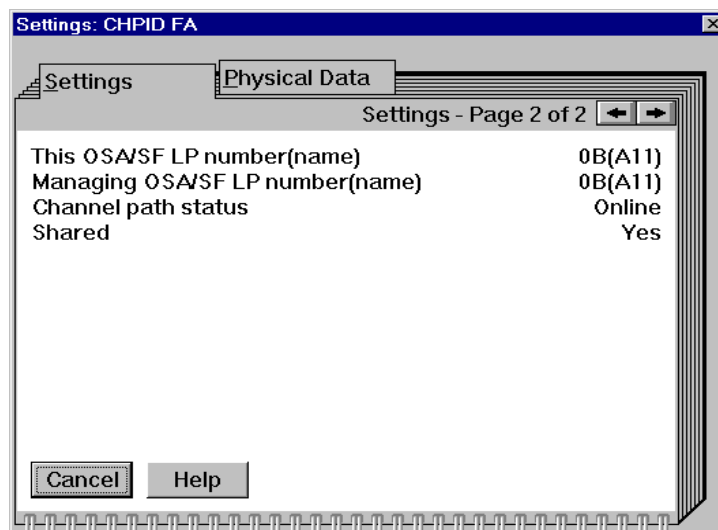 Settings: CHPID FA
Settings
Physical Data
Settings - Page 2 of 2
This OSA/SF LP number(name) 0B(A11)
Managing OSA/SF LP number(name) 0B(A11)
Channel path status Online
Shared Yes
Cancel Help